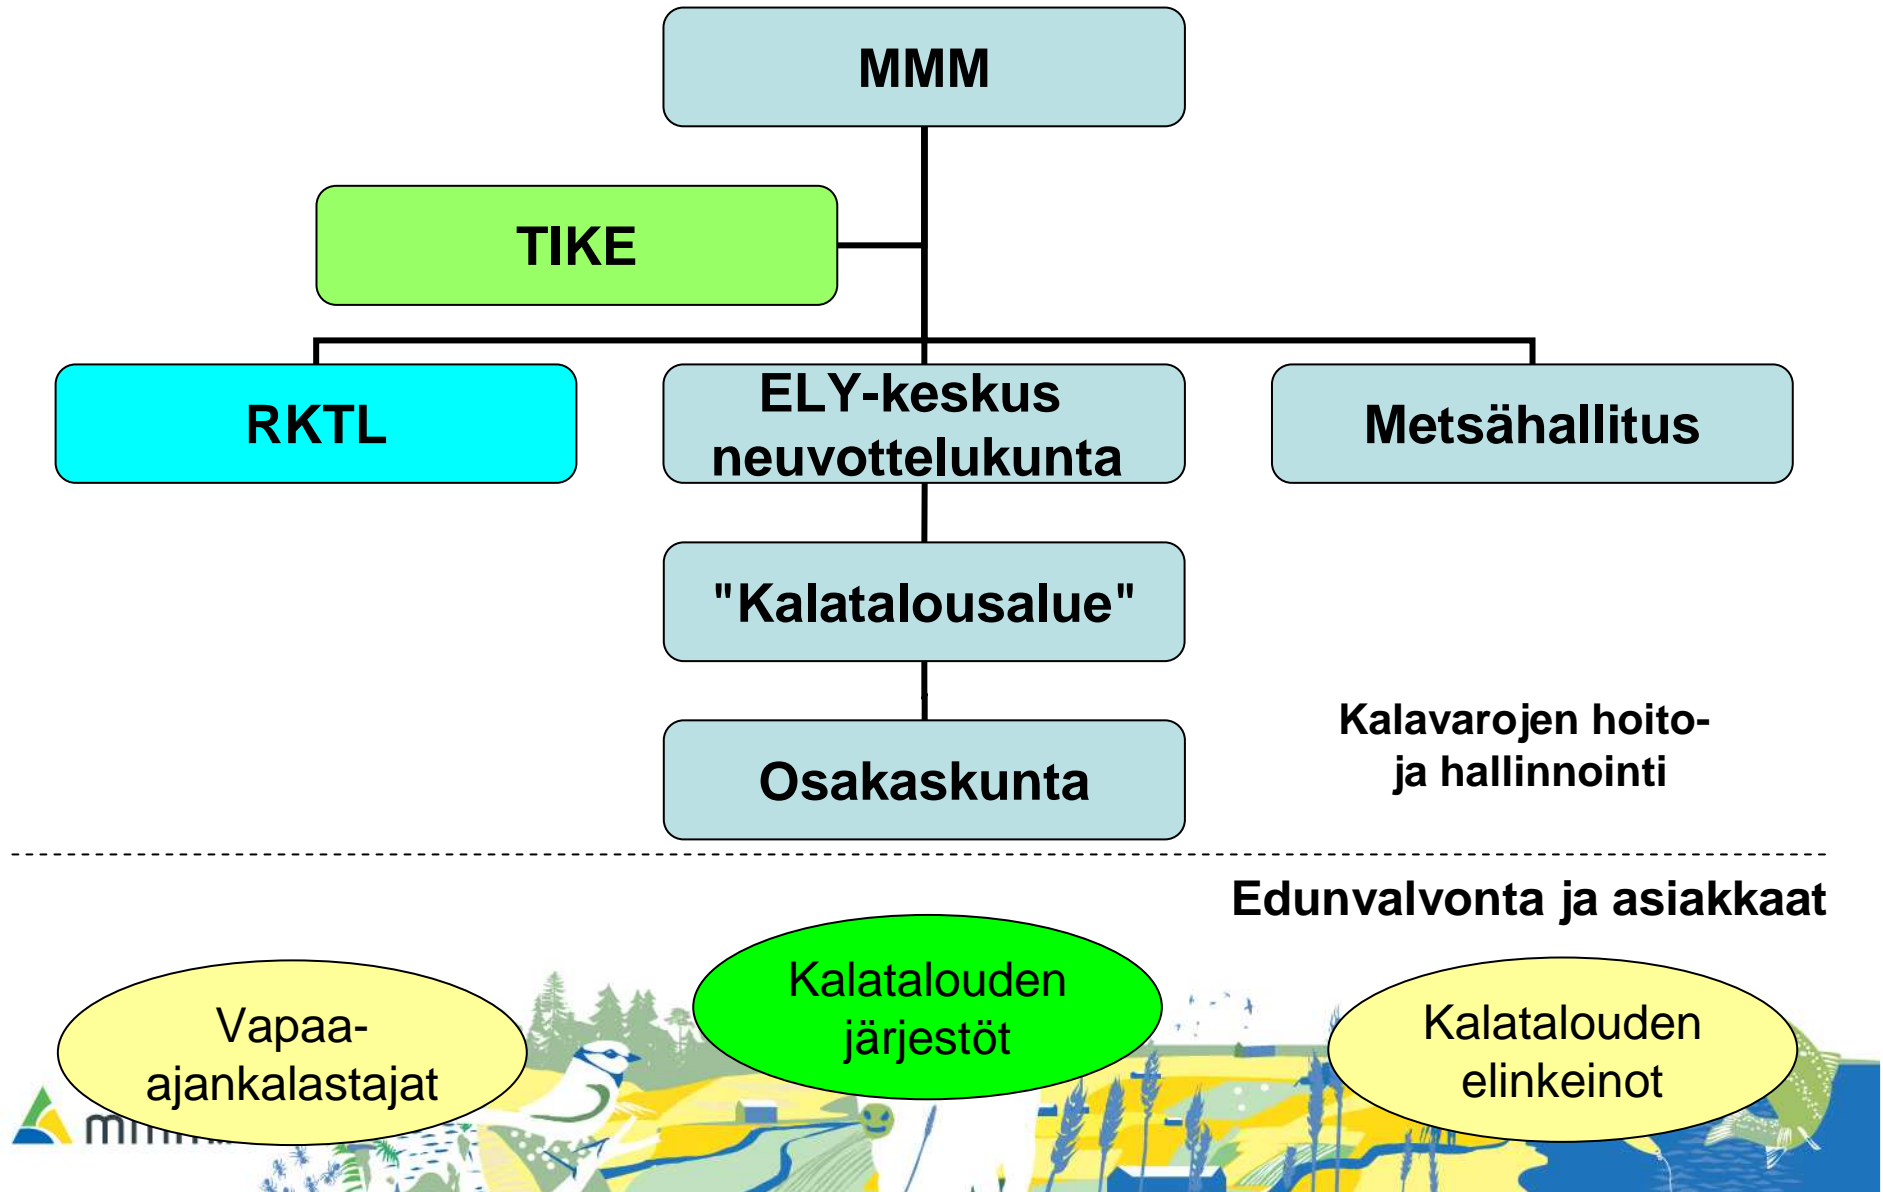 MMM
TIKE
RKTL
ELY-keskus
neuvottelukunta
Metsähallitus
"Kalatalousalue"
Osakaskunta
Kalavarojen hoito-
ja hallinnointi
Edunvalvonta ja asiakkaat
Vapaa-
ajankalastajat
Kalatalouden
järjestöt
Kalatalouden
elinkeinot